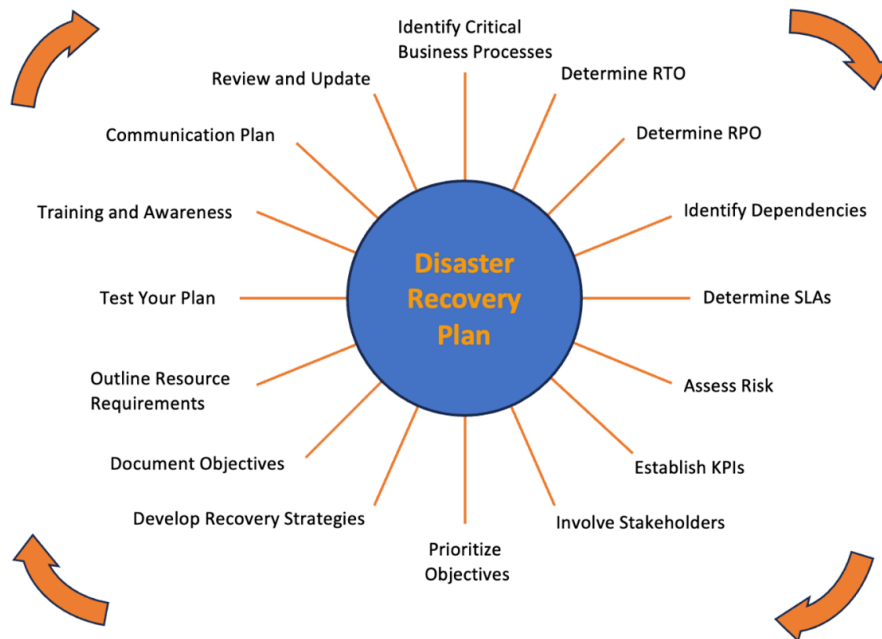 Identify Critical
Business Processes
Determine RTO
Determine RPO
Identify Dependencies
Determine SLAs
Assess Risk
Establish KPIs
Involve Stakeholders
Prioritize
Objectives
Develop Recovery Strategies
Document Objectives
Outline Resource
Requirements
Test Your Plan
Training and Awareness
Communication Plan
Review and Update
Disaster
Recovery
Plan